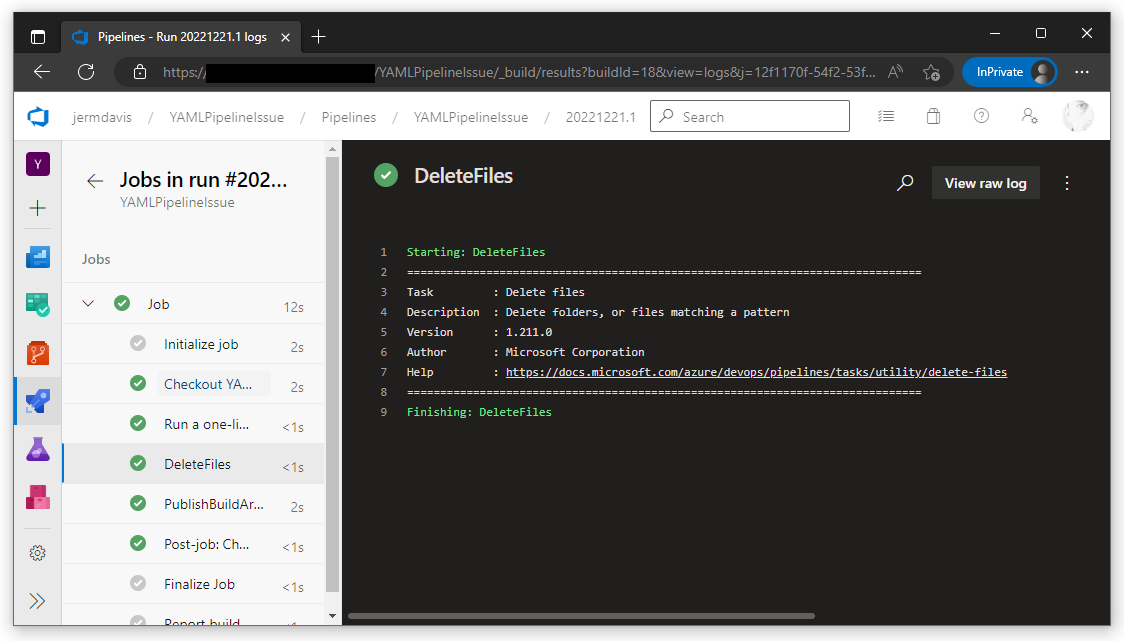 Pipelines - Run 20221221.1 logs
https://
/YAMLPipelineIssue/_build/results?buildId=18&view=logs&j=12f1170f-54f2-53f...
InPrivate
jermdavis / YAMLPipelineIssue / Pipelines / YAMLPipelineIssue / 20221221.1
Search
Y
Jobs in run #202...
YAMLPipelineIssue
Jobs
Job 12s
Initialize job 2s
Checkout YA... 2s
Run a one-li... <1s
DeleteFiles <1s
PublishBuildAr... 2s
Post-job: Ch... <1s
Finalize Job <1s
Report build
DeleteFiles
View raw log
1 Starting: DeleteFiles
2 ==============================================================================
3 Task : Delete files
4 Description : Delete folders, or files matching a pattern
5 Version : 1.211.0
6 Author : Microsoft Corporation
7 Help : https://docs.microsoft.com/azure/devops/pipelines/tasks/utility/delete-files
8 ==============================================================================
9 Finishing: DeleteFiles